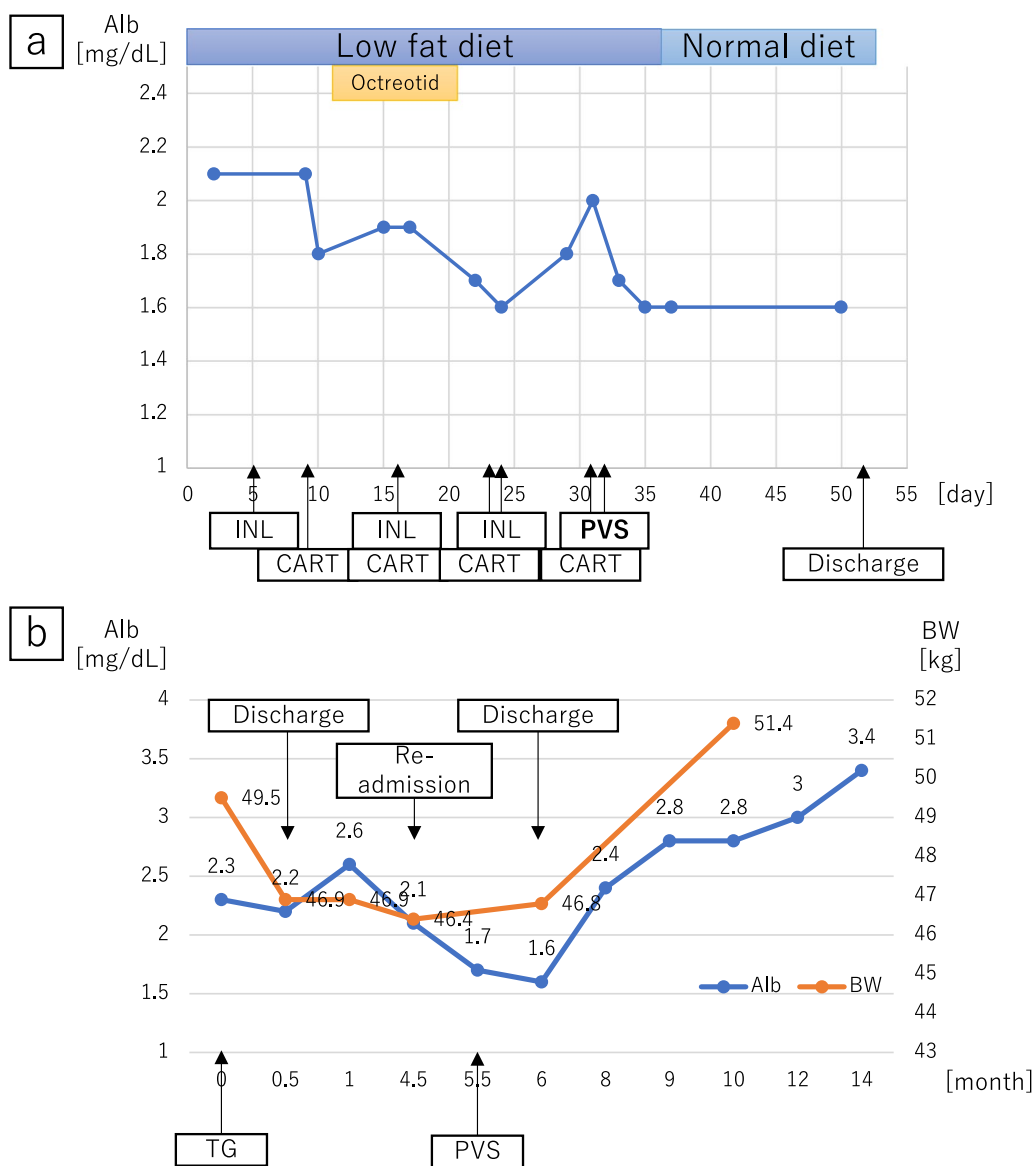 a
Alb
[mg/dL]
Low fat diet
Normal diet
Octreotid
2.4
2.2
2
1.8
1.6
1.4
1.2
1
0 5 10 15 20 25 30 35 40 45 50 55 [day]
INL INL INL PVS
CART CART CART CART Discharge
b
Alb
[mg/dL]
BW
[kg]
4
3.5
3
2.5
2
1.5
1
52
51
50
49
48
47
46
45
44
43
Discharge
Re-
admission
Discharge
49.5
46.9
46.9
46.4
46.8
51.4
2.3
2.2
2.6
2.1
1.7
1.6
2.4
2.8
2.8
3
3.4
Alb BW
0 0.5 1 4.5 5.5 6 8 9 10 12 14 [month]
TG PVS